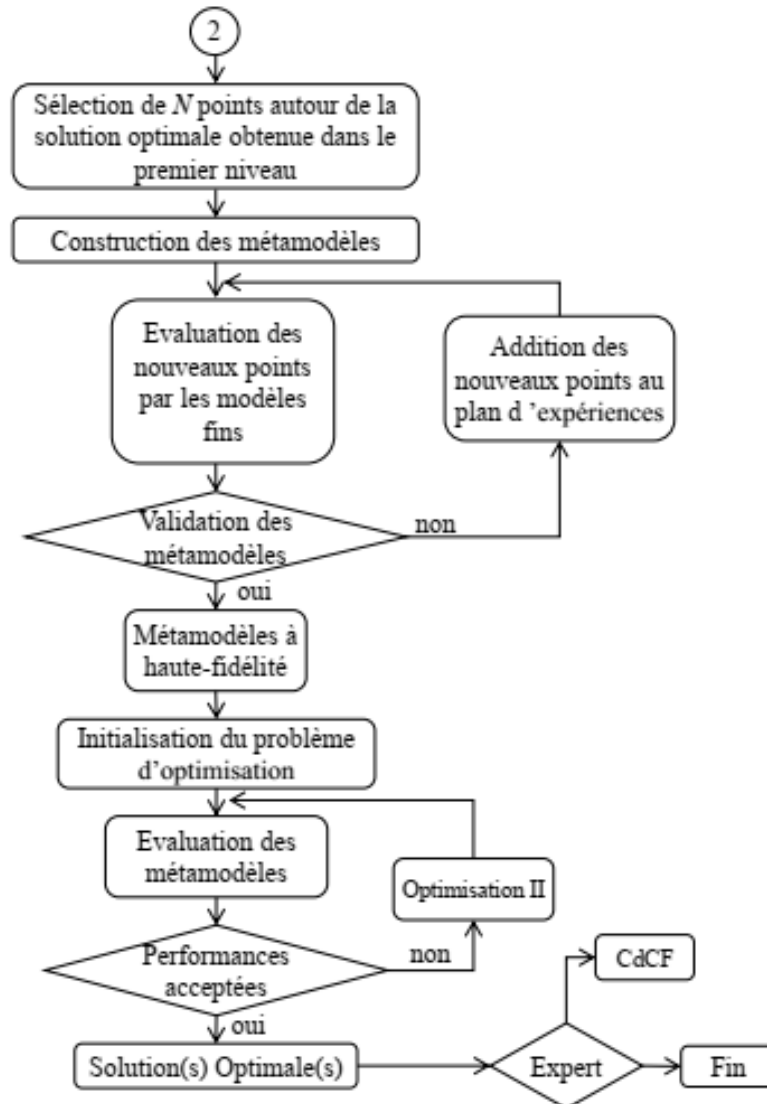 2
Sélection de N points autour de la
solution optimale obtenue dans le
premier niveau
Construction des métamodèles
Evaluation des
nouveaux points
par les modèles
fins
Addition des
nouveaux points au
plan d ’expériences
Validation des
métamodèles
non
oui
Métamodèles à
haute-fidélité
Initialisation du problème
d’optimisation
Evaluation des
métamodèles
Optimisation II
Performances
acceptées
non
oui
CdCF
Solution(s) Optimale(s)
Expert
Fin